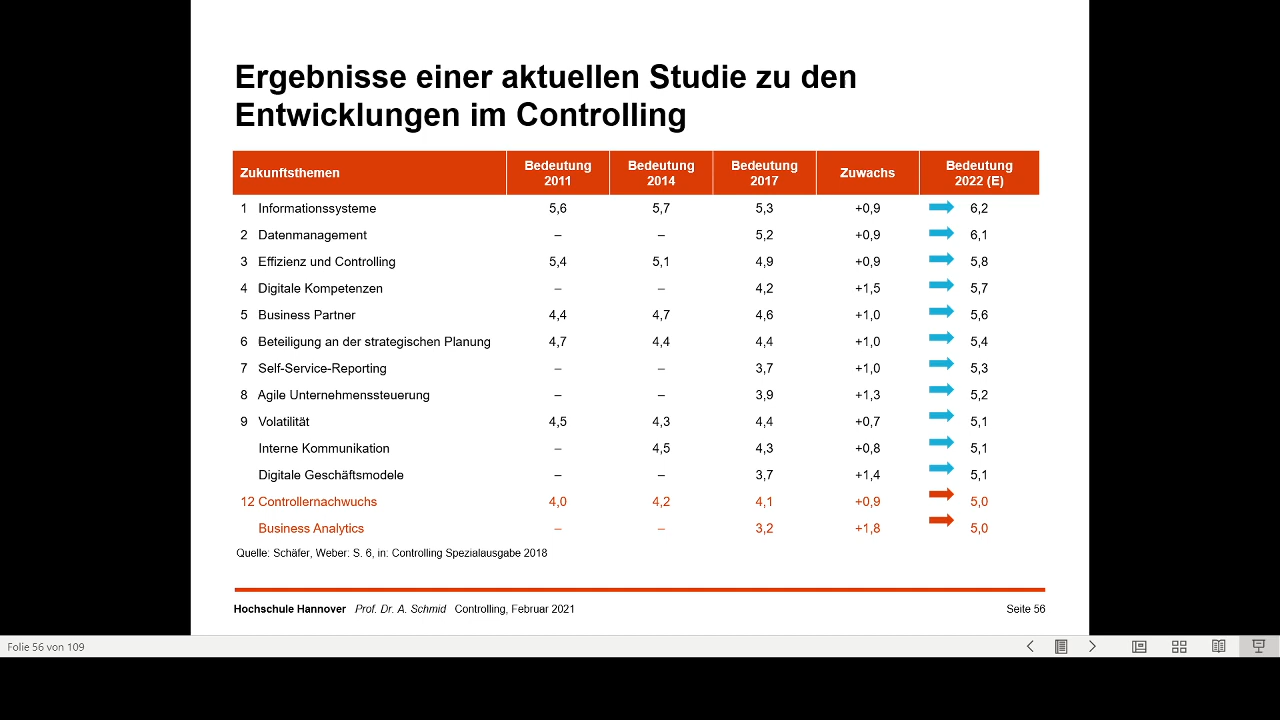 Ergebnisse einer aktuellen Studie zu den
Entwicklungen im Controlling
Zukunftsthemen Bedeutung 2011 Bedeutung 2014 Bedeutung 2017 Zuwachs Bedeutung 2022 (E)
1 Informationssysteme 5,6 5,7 5,3 +0,9 6,2
2 Datenmanagement – – 5,2 +0,9 6,1
3 Effizienz und Controlling 5,4 5,1 4,9 +0,9 5,8
4 Digitale Kompetenzen – – 4,2 +1,5 5,7
5 Business Partner 4,4 4,7 4,6 +1,0 5,6
6 Beteiligung an der strategischen Planung 4,7 4,4 4,4 +1,0 5,4
7 Self-Service-Reporting – – 3,7 +1,0 5,3
8 Agile Unternehmenssteuerung – – 3,9 +1,3 5,2
9 Volatilität 4,5 4,3 4,4 +0,7 5,1
Interne Kommunikation – 4,5 4,3 +0,8 5,1
Digitale Geschäftsmodele – – 3,7 +1,4 5,1
12 Controllernachwuchs 4,0 4,2 4,1 +0,9 5,0
Business Analytics – – 3,2 +1,8 5,0
Quelle: Schäfer, Weber: S. 6, in: Controlling Spezialausgabe 2018
Hochschule Hannover Prof. Dr. A. Schmid Controlling, Februar 2021 Seite 56
Folie 56 von 109